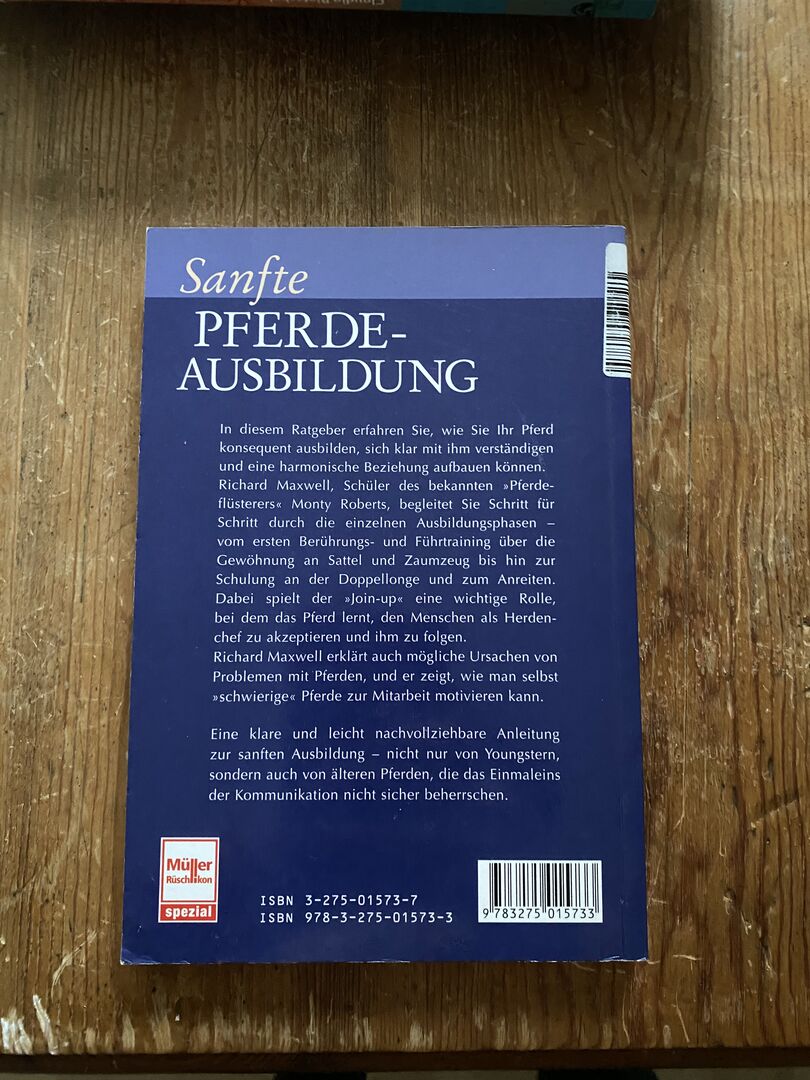 Sanfte
PFERDE-
AUSBILDUNG
In diesem Ratgeber erfahren Sie, wie Sie Ihr Pferd
konsequent ausbilden, sich klar mit ihm verständigen
und eine harmonische Beziehung aufbauen können.
Richard Maxwell, Schüler des bekannten »Pferde-
flüsterers« Monty Roberts, begleitet Sie Schritt für
Schritt durch die einzelnen Ausbildungsphasen –
vom ersten Berührungs- und Führtraining über die
Gewöhnung an Sattel und Zaumzeug bis hin zur
Schulung an der Doppellonge und zum Anreiten.
Dabei spielt der »Join-up« eine wichtige Rolle,
bei dem das Pferd lernt, den Menschen als Herden-
chef zu akzeptieren und ihm zu folgen.
Richard Maxwell erklärt auch mögliche Ursachen von
Problemen mit Pferden, und er zeigt, wie man selbst
»schwierige« Pferde zur Mitarbeit motivieren kann.
Eine klare und leicht nachvollziehbare Anleitung
zur sanften Ausbildung – nicht nur von Youngstern,
sondern auch von älteren Pferden, die das Einmaleins
der Kommunikation nicht sicher beherrschen.
Müller
Rüschlikon
spezial
ISBN 3-275-01573-7
ISBN 978-3-275-01573-3
9 783275 015733